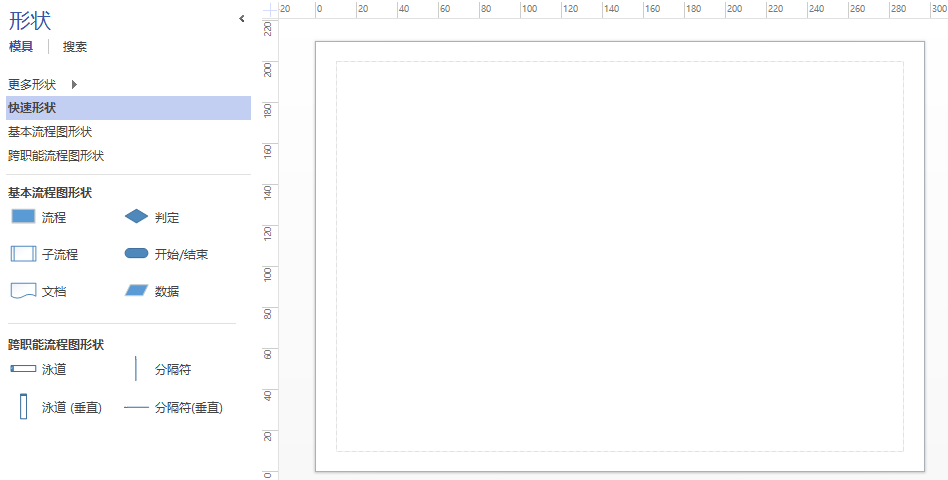 形状
模具 搜索
更多形状
快速形状
基本流程图形状
跨职能流程图形状
基本流程图形状
流程 判定
子流程 开始/结束
文档 数据
跨职能流程图形状
泳道 分隔符
泳道 (垂直) 分隔符(垂直)
20 0 20 40 60 80 100 120 140 160 180 200 220 240 260 280 300
220
200
180
160
140
120
100
80
60
40
20
0